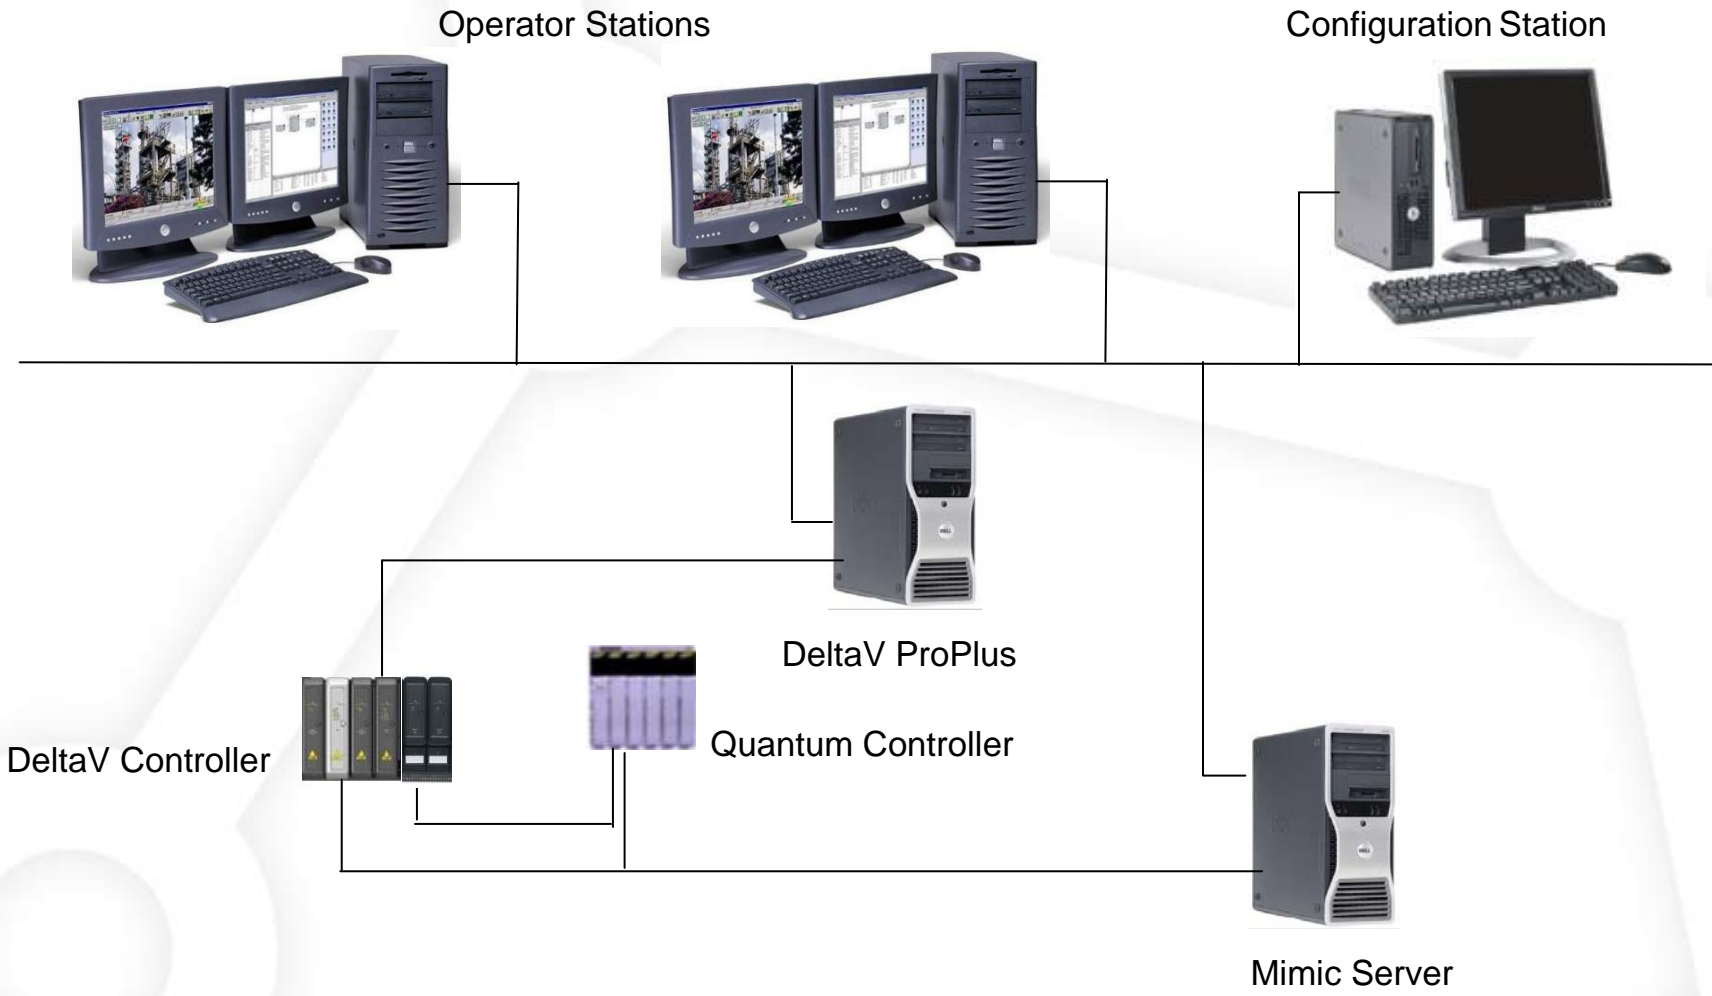 Operator Stations
Configuration Station
DeltaV ProPlus
Quantum Controller
DeltaV Controller
Mimic Server